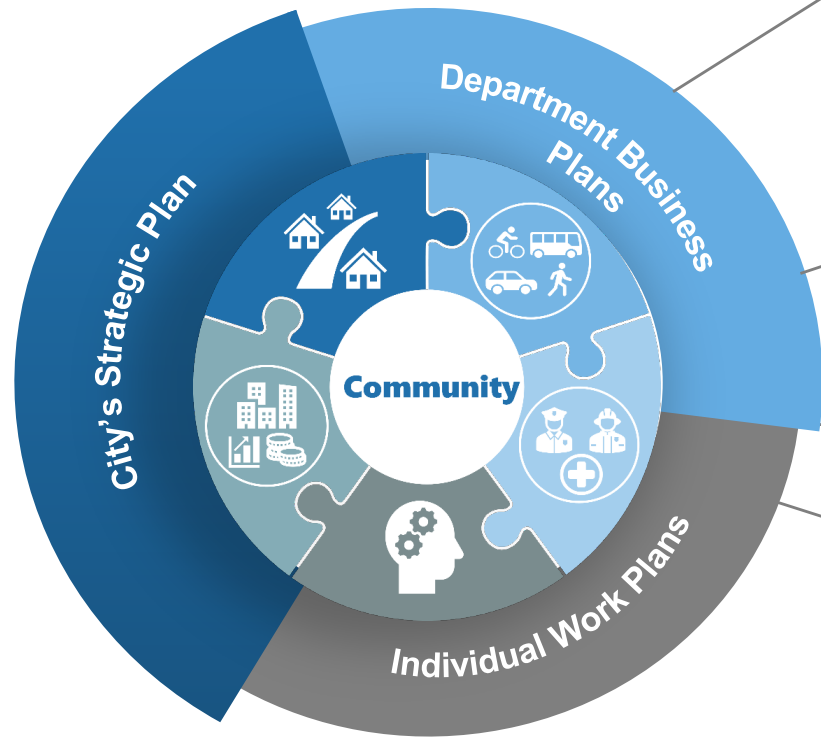 Department Business
Plans
City's Strategic Plan
Community
Individual Work Plans